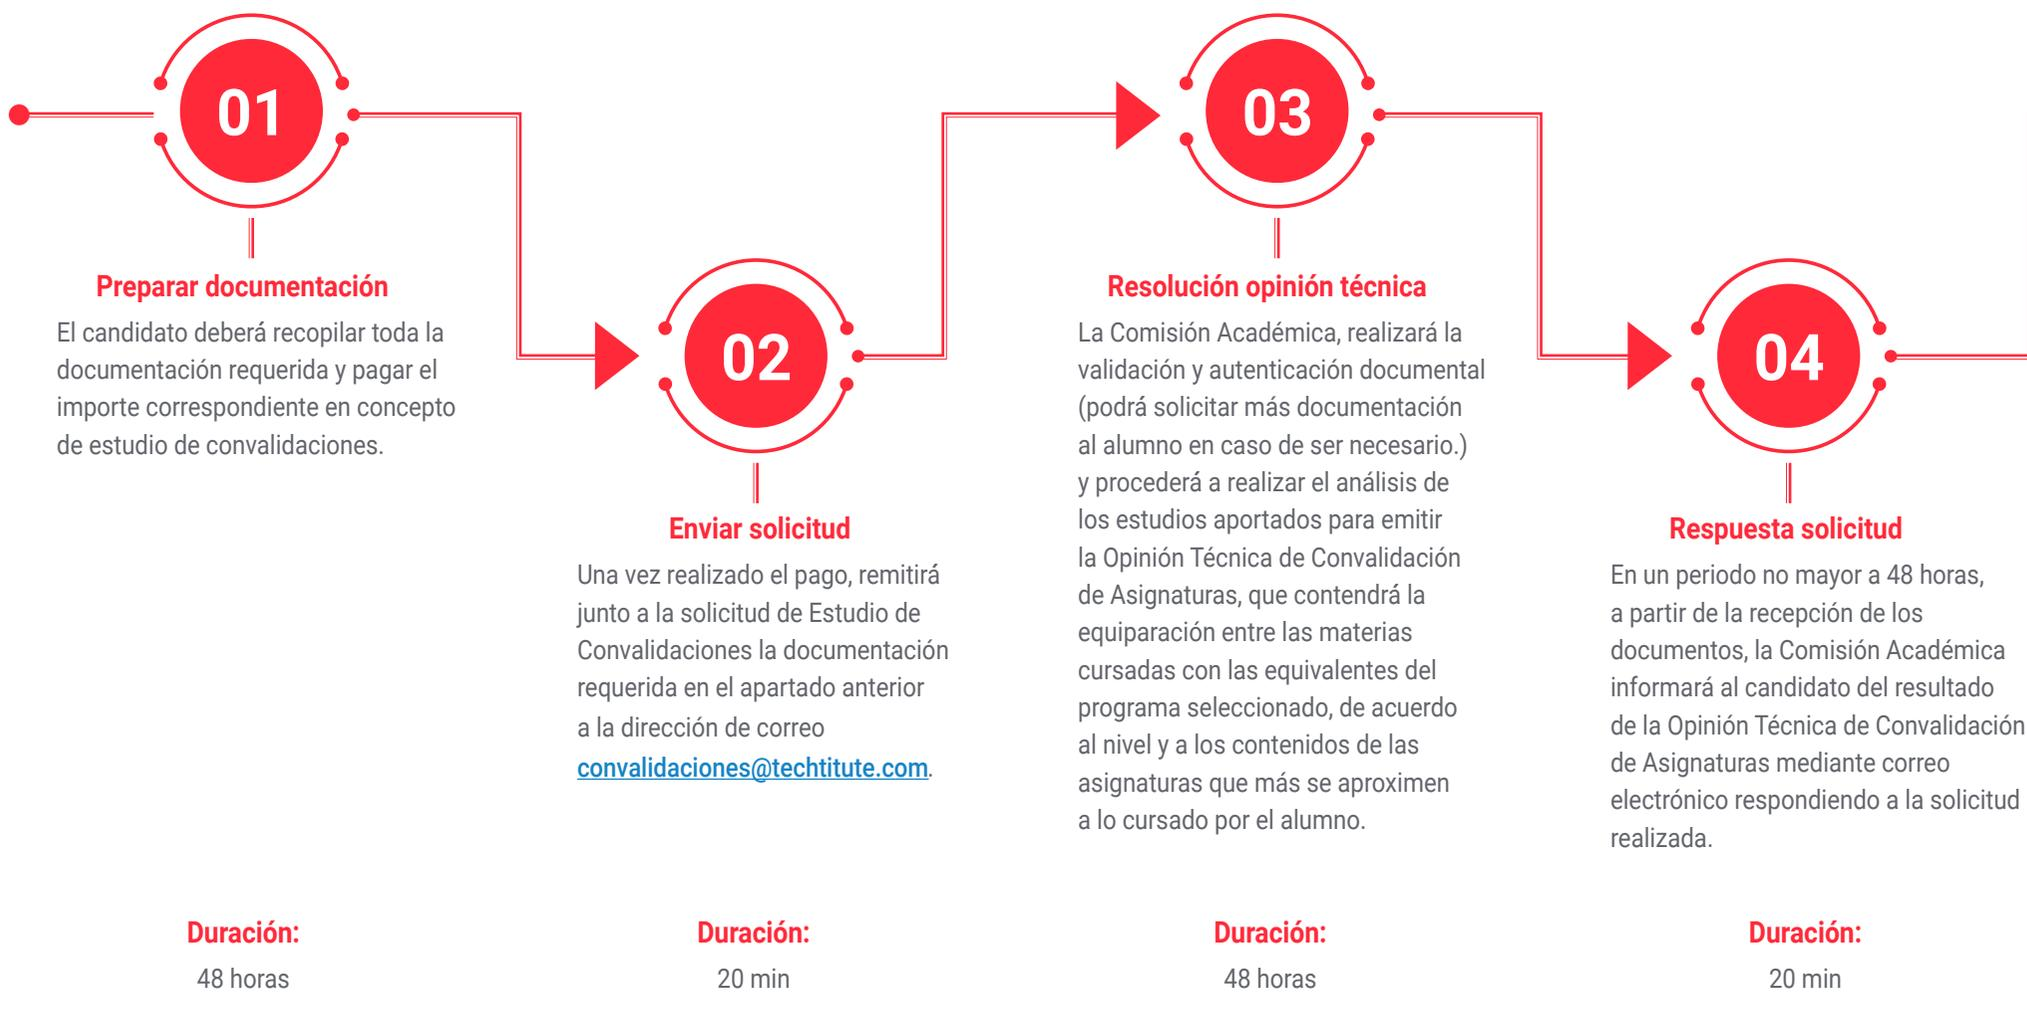 01
Preparar documentación
El candidato deberá recopilar toda la
documentación requerida y pagar el
importe correspondiente en concepto
de estudio de convalidaciones.
Duración:
48 horas
02
Enviar solicitud
Una vez realizado el pago, remitirá
junto a la solicitud de Estudio de
Convalidaciones la documentación
requerida en el apartado anterior
a la dirección de correo
convalidaciones@techtitute.com.
Duración:
20 min
03
Resolución opinión técnica
La Comisión Académica, realizará la
validación y autenticación documental
(podrá solicitar más documentación
al alumno en caso de ser necesario.)
y procederá a realizar el análisis de
los estudios aportados para emitir
la Opinión Técnica de Convalidación
de Asignaturas, que contendrá la
equiparación entre las materias
cursadas con las equivalentes del
programa seleccionado, de acuerdo
al nivel y a los contenidos de las
asignaturas que más se aproximen
a lo cursado por el alumno.
Duración:
48 horas
04
Respuesta solicitud
En un periodo no mayor a 48 horas,
a partir de la recepción de los
documentos, la Comisión Académica
informará al candidato del resultado
de la Opinión Técnica de Convalidación
de Asignaturas mediante correo
electrónico respondiendo a la solicitud
realizada.
Duración:
20 min